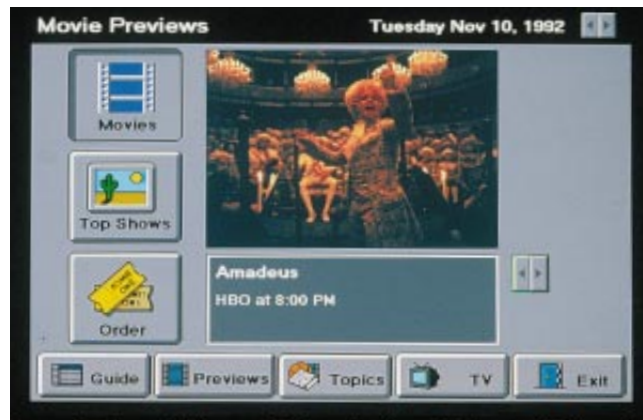 Movie Previews
Tuesday Nov 10, 1992
Movies
Top Shows
Amadeus
HBO at 8:00 PM
Order
Guide
Previews
Topics
TV
Exit